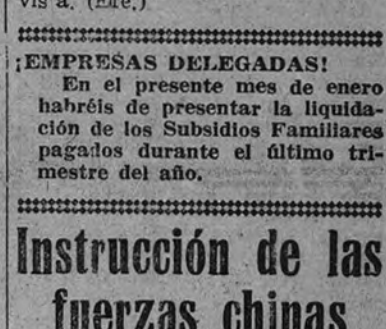 (Efe.)
¡EMPRESAS DELEGADAS!
En el presente mes de enero
habréis de presentar la liquida-
ción de los Subsidios Familiares
pagados durante el último tri-
mestre del año.
Instrucción de las
fuerzas chinas